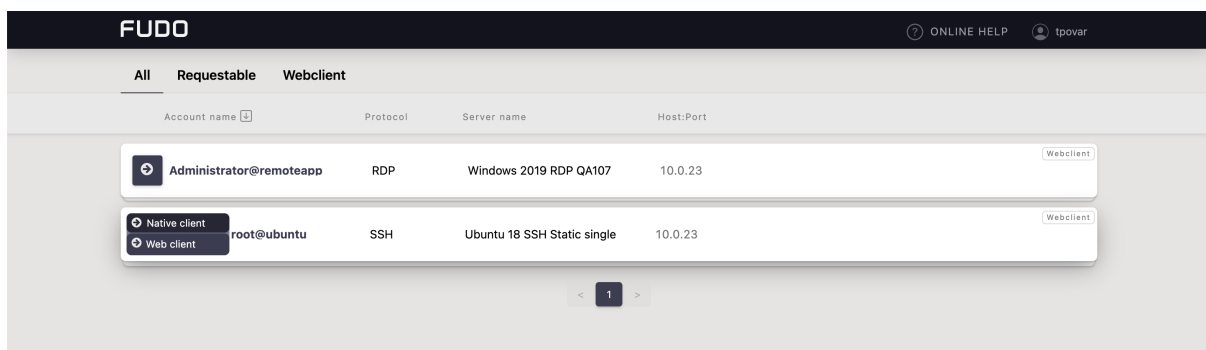 FUDO
ONLINE HELP tpovar
All Requestable Webclient
Account name Protocol Server name Host:Port
Administrator@remoteapp RDP Windows 2019 RDP QA107 10.0.23 Webclient
Native client
Web client
root@ubuntu SSH Ubuntu 18 SSH Static single 10.0.23 Webclient
< 1 >